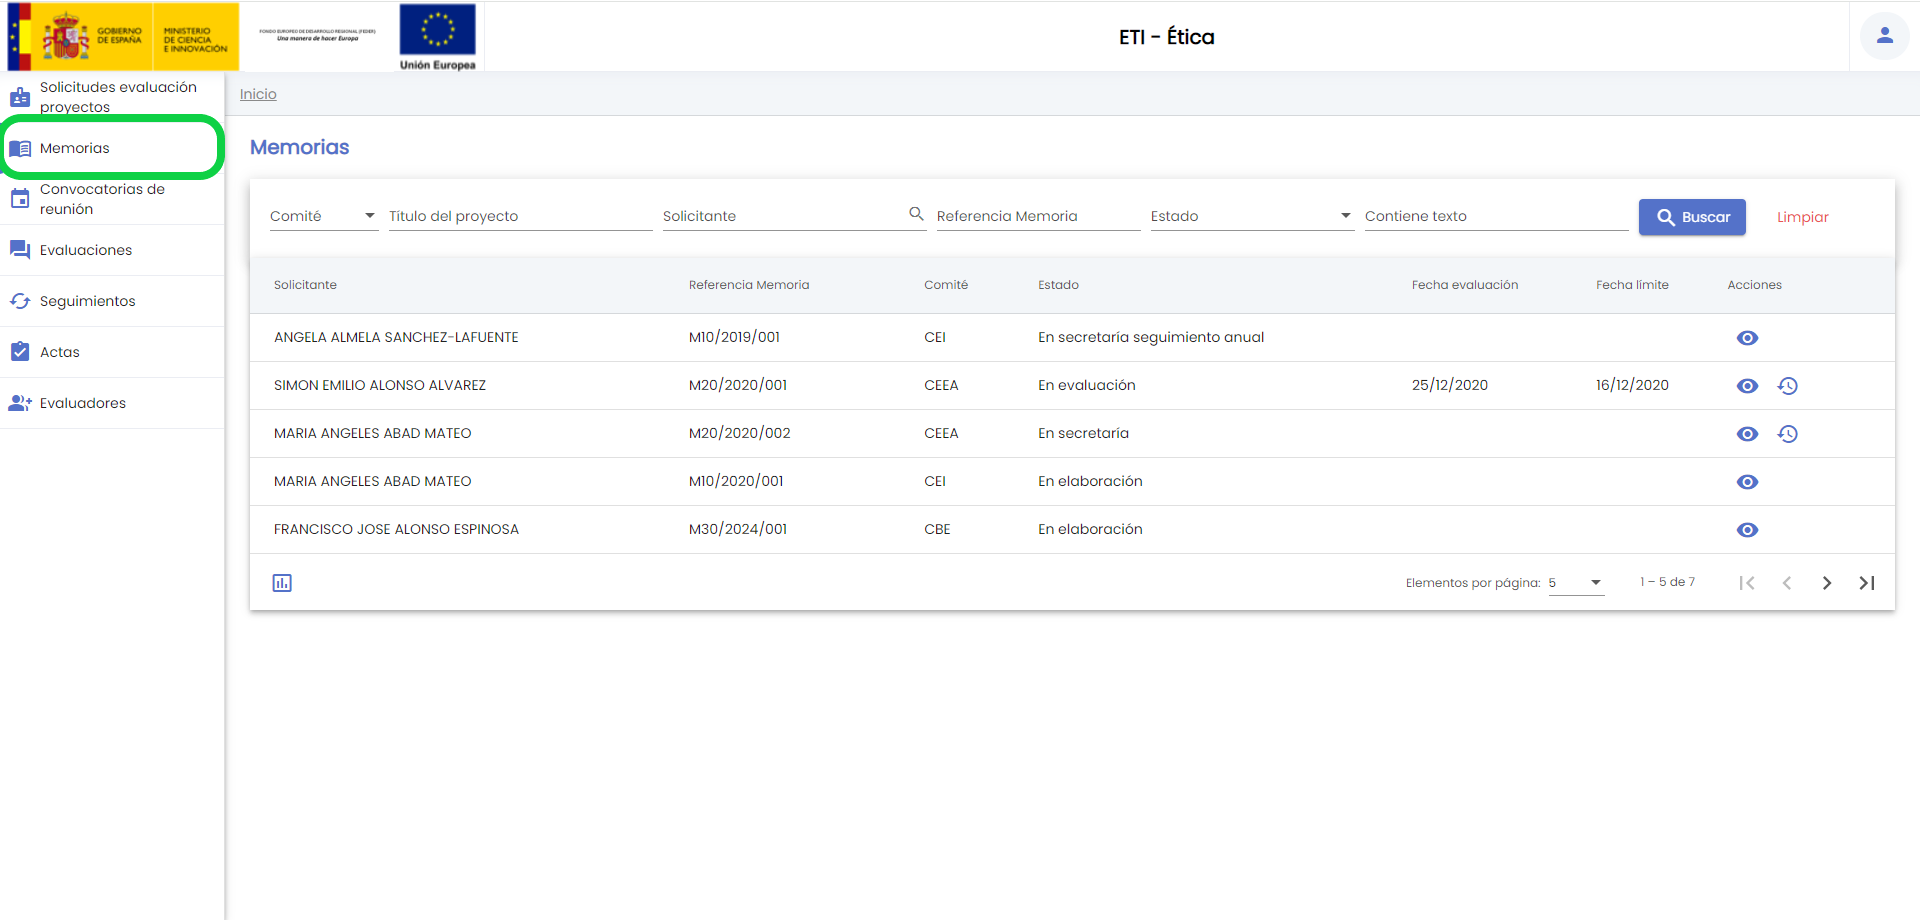 GOBIERNO
DE ESPAÑA
MINISTERIO
DE CIENCIA
E INNOVACIÓN
FONDO EUROPEO DE DESARROLLO REGIONAL (FEDER)
Una manera de hacer Europa
Unión Europea
ETI - Ética
Solicitudes evaluación
proyectos
Memorias
Convocatorias de
reunión
Evaluaciones
Seguimientos
Actas
Evaluadores
Inicio
Memorias
Comité Título del proyecto Solicitante Referencia Memoria Estado Contiene texto Buscar Limpiar
Solicitante Referencia Memoria Comité Estado Fecha evaluación Fecha límite Acciones
ANGELA ALMELA SANCHEZ-LAFUENTE M10/2019/001 CEI En secretaría seguimiento anual
SIMON EMILIO ALONSO ALVAREZ M20/2020/001 CEEA En evaluación 25/12/2020 16/12/2020
MARIA ANGELES ABAD MATEO M20/2020/002 CEEA En secretaría
MARIA ANGELES ABAD MATEO M10/2020/001 CEI En elaboración
FRANCISCO JOSE ALONSO ESPINOSA M30/2024/001 CBE En elaboración
Elementos por página: 5 1 – 5 de 7